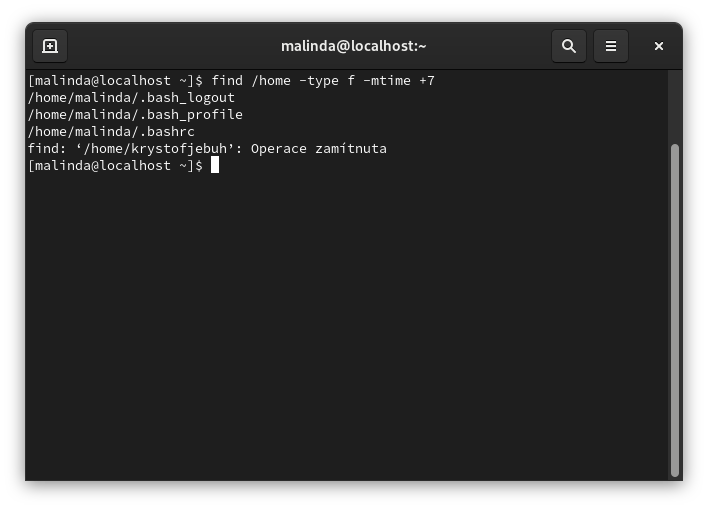 malinda@localhost:~
[malinda@localhost ~]$ find /home -type f -mtime +7
/home/malinda/.bash_logout
/home/malinda/.bash_profile
/home/malinda/.bashrc
find: ‘/home/krystofjebuh’: Operace zamítnuta
[malinda@localhost ~]$